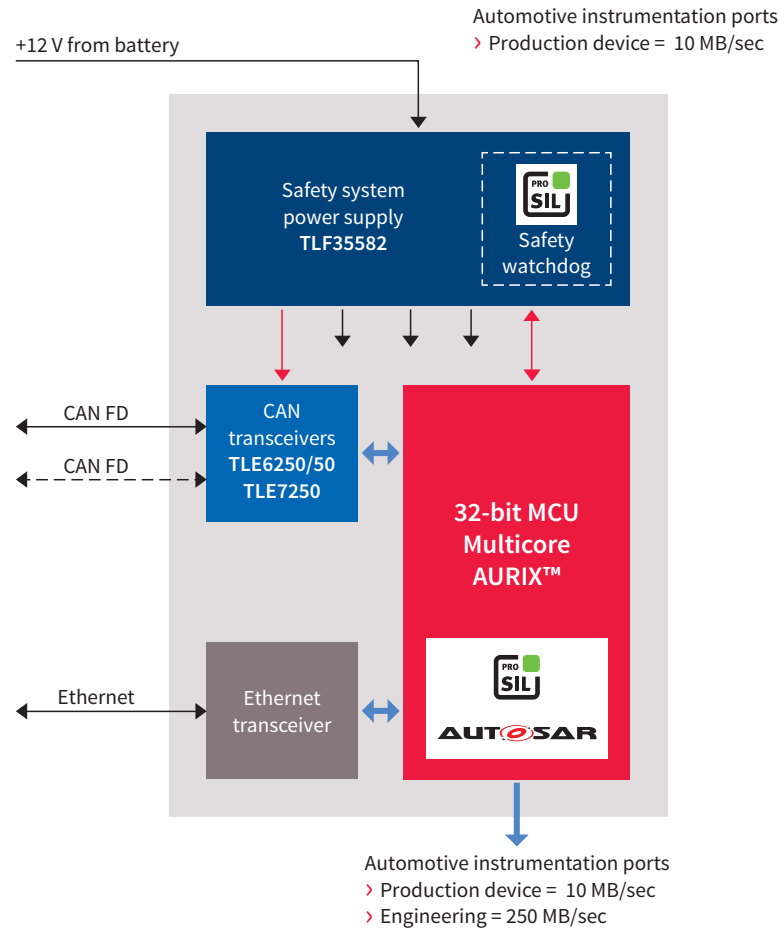 Automotive instrumentation ports
› Production device = 10 MB/sec
+12 V from battery
Safety system
power supply
TLF35582
PRO
SIL
Safety
watchdog
CAN FD
CAN FD
CAN
transceivers
TLE6250/50
TLE7250
32-bit MCU
Multicore
AURIX™
PRO
SIL
AUTOSAR
Ethernet
Ethernet
transceiver
Automotive instrumentation ports
› Production device = 10 MB/sec
› Engineering = 250 MB/sec